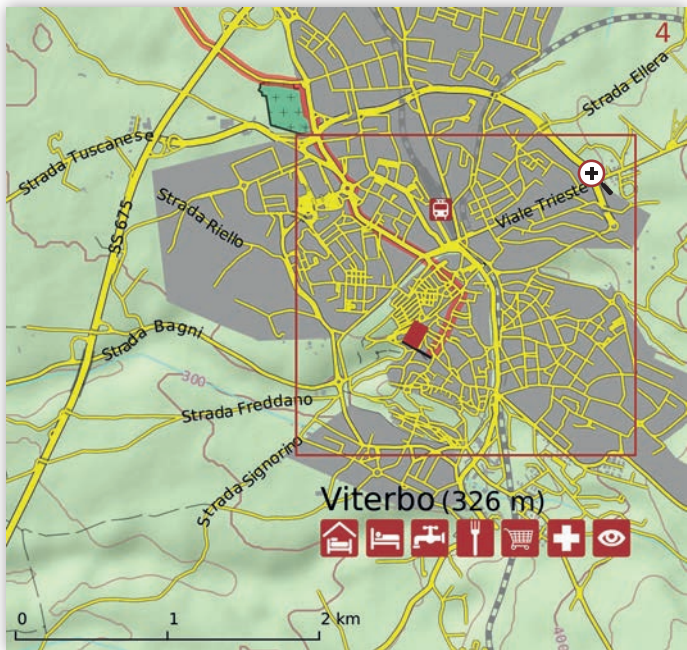 4
Strada Ellera
Strada Tuscanese
Viale Trieste
Strada Riello
SS 675
Strada Bagni
300
Strada Freddano
Strada Signorino
Viterbo (326 m)
0 1 2 km
400